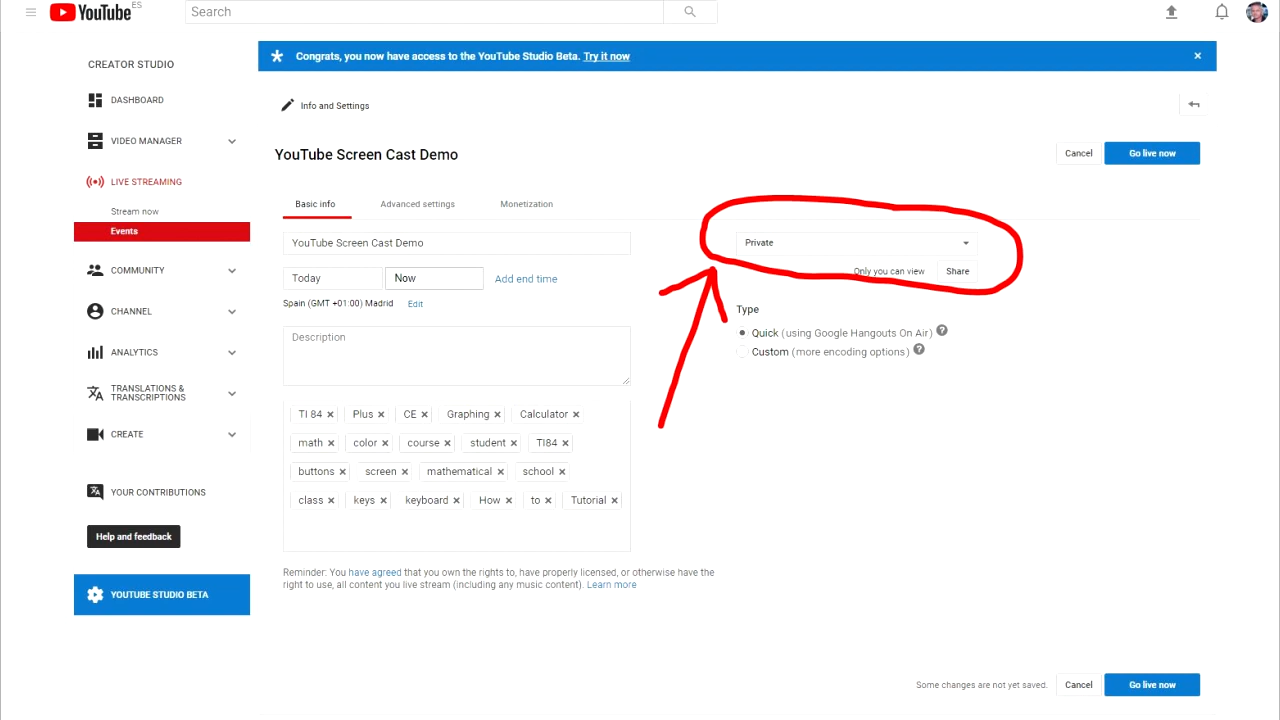 YouTube ES
Search
CREATOR STUDIO
Congrats, you now have access to the YouTube Studio Beta. Try it now
DASHBOARD
Info and Settings
VIDEO MANAGER
YouTube Screen Cast Demo
Cancel
Go live now
LIVE STREAMING
Stream now
Events
Basic info
Advanced settings
Monetization
YouTube Screen Cast Demo
Private
Today
Now
Add end time
Only you can view
Share
Spain (GMT +01:00) Madrid
Edit
COMMUNITY
CHANNEL
ANALYTICS
TRANSLATIONS &
TRANSCRIPTIONS
CREATE
Description
Type
Quick (using Google Hangouts On Air) ?
Custom (more encoding options) ?
TI 84 × Plus × CE × Graphing × Calculator ×
math × color × course × student × TI84 ×
buttons × screen × mathematical × school ×
class × keys × keyboard × How × to × Tutorial ×
YOUR CONTRIBUTIONS
Help and feedback
YOUTUBE STUDIO BETA
Reminder: You have agreed that you own the rights to, have properly licensed, or otherwise have the
right to use, all content you live stream (including any music content). Learn more
Some changes are not yet saved.
Cancel
Go live now